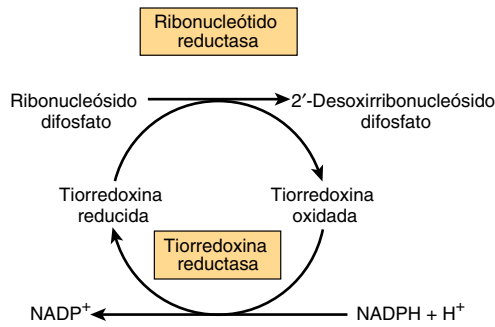 Ribonucleótido
reductasa
Ribonucleósido
difosfato
2′-Desoxirribonucleósido
difosfato
Tiorredoxina
reducida
Tiorredoxina
oxidada
Tiorredoxina
reductasa
NADP⁺
NADPH + H⁺